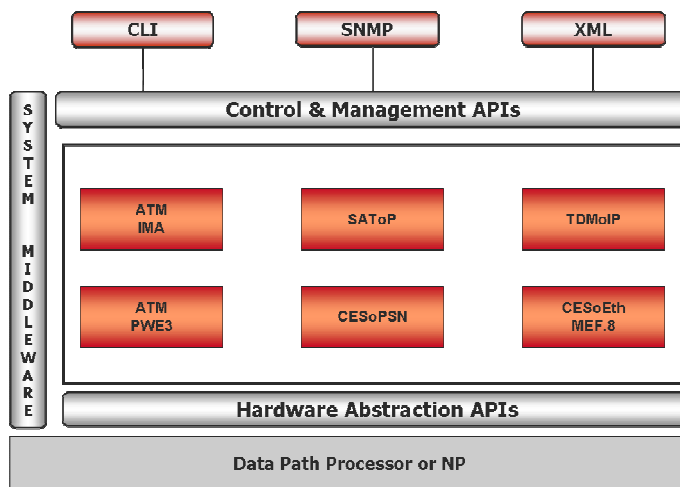 CLI
SNMP
XML
SYSTEM MIDDLEWARE
Control & Management APIs
ATM
IMA
SAToP
TDMoIP
ATM
PWE3
CESoPSN
CESoEth
MEF.8
Hardware Abstraction APIs
Data Path Processor or NP